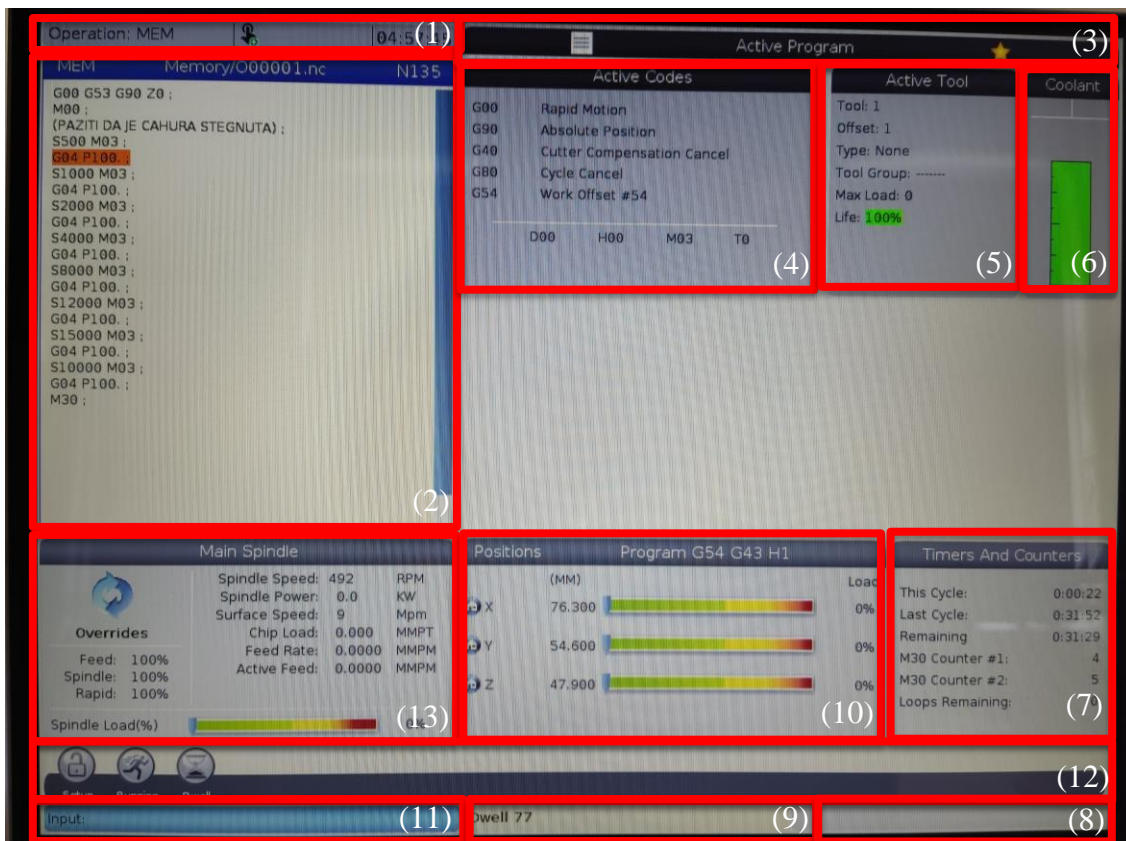 Operation: MEM 04:57: (1)
Active Program (3)
MEM Memory/O00001.nc N135
G00 G53 G90 Z0 ;
M00 ;
(PAZITI DA JE CAHURA STEGNUTA) ;
S500 M03 ;
G04 P100. ;
S1000 M03 ;
G04 P100. ;
S2000 M03 ;
G04 P100. ;
S4000 M03 ;
G04 P100. ;
S8000 M03 ;
G04 P100. ;
S12000 M03 ;
G04 P100. ;
S15000 M03 ;
G04 P100. ;
S10000 M03 ;
G04 P100. ;
M30 ;
(2)
Active Codes
G00 Rapid Motion
G90 Absolute Position
G40 Cutter Compensation Cancel
G80 Cycle Cancel
G54 Work Offset #54
D00 H00 M03 T0
(4)
Active Tool
Tool: 1
Offset: 1
Type: None
Tool Group: -------
Max Load: 0
Life: 100%
(5)
Coolant
(6)
Main Spindle
Overrides
Feed: 100%
Spindle: 100%
Rapid: 100%
Spindle Speed: 492 RPM
Spindle Power: 0.0 KW
Surface Speed: 9 Mpm
Chip Load: 0.000 MMPT
Feed Rate: 0.0000 MMPM
Active Feed: 0.0000 MMPM
Spindle Load(%) 0%
(13)
Positions Program G54 G43 H1
(MM) Load
X 76.300 0%
Y 54.600 0%
Z 47.900 0%
(10)
Timers And Counters
This Cycle: 0:00:22
Last Cycle: 0:31:52
Remaining 0:31:29
M30 Counter #1: 4
M30 Counter #2: 5
Loops Remaining: 0
(7)
Setup Running Dwell
(12)
Input: (11)
Dwell 77 (9)
(8)